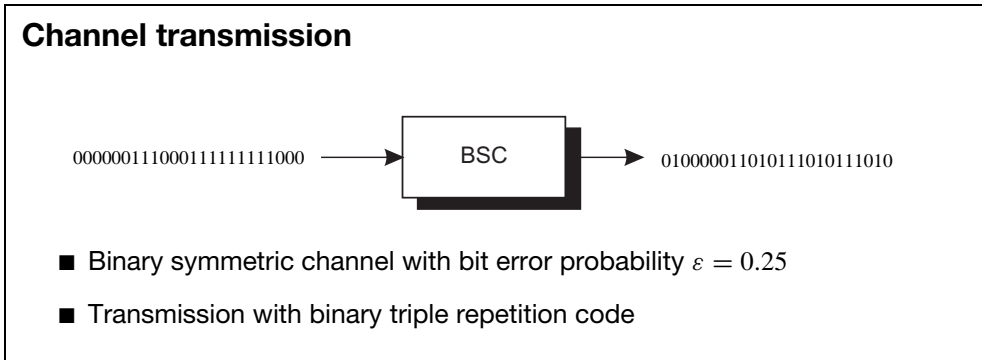 Channel transmission
000000111000111111111000
BSC
010000011010111010111010
■ Binary symmetric channel with bit error probability ε = 0.25
■ Transmission with binary triple repetition code